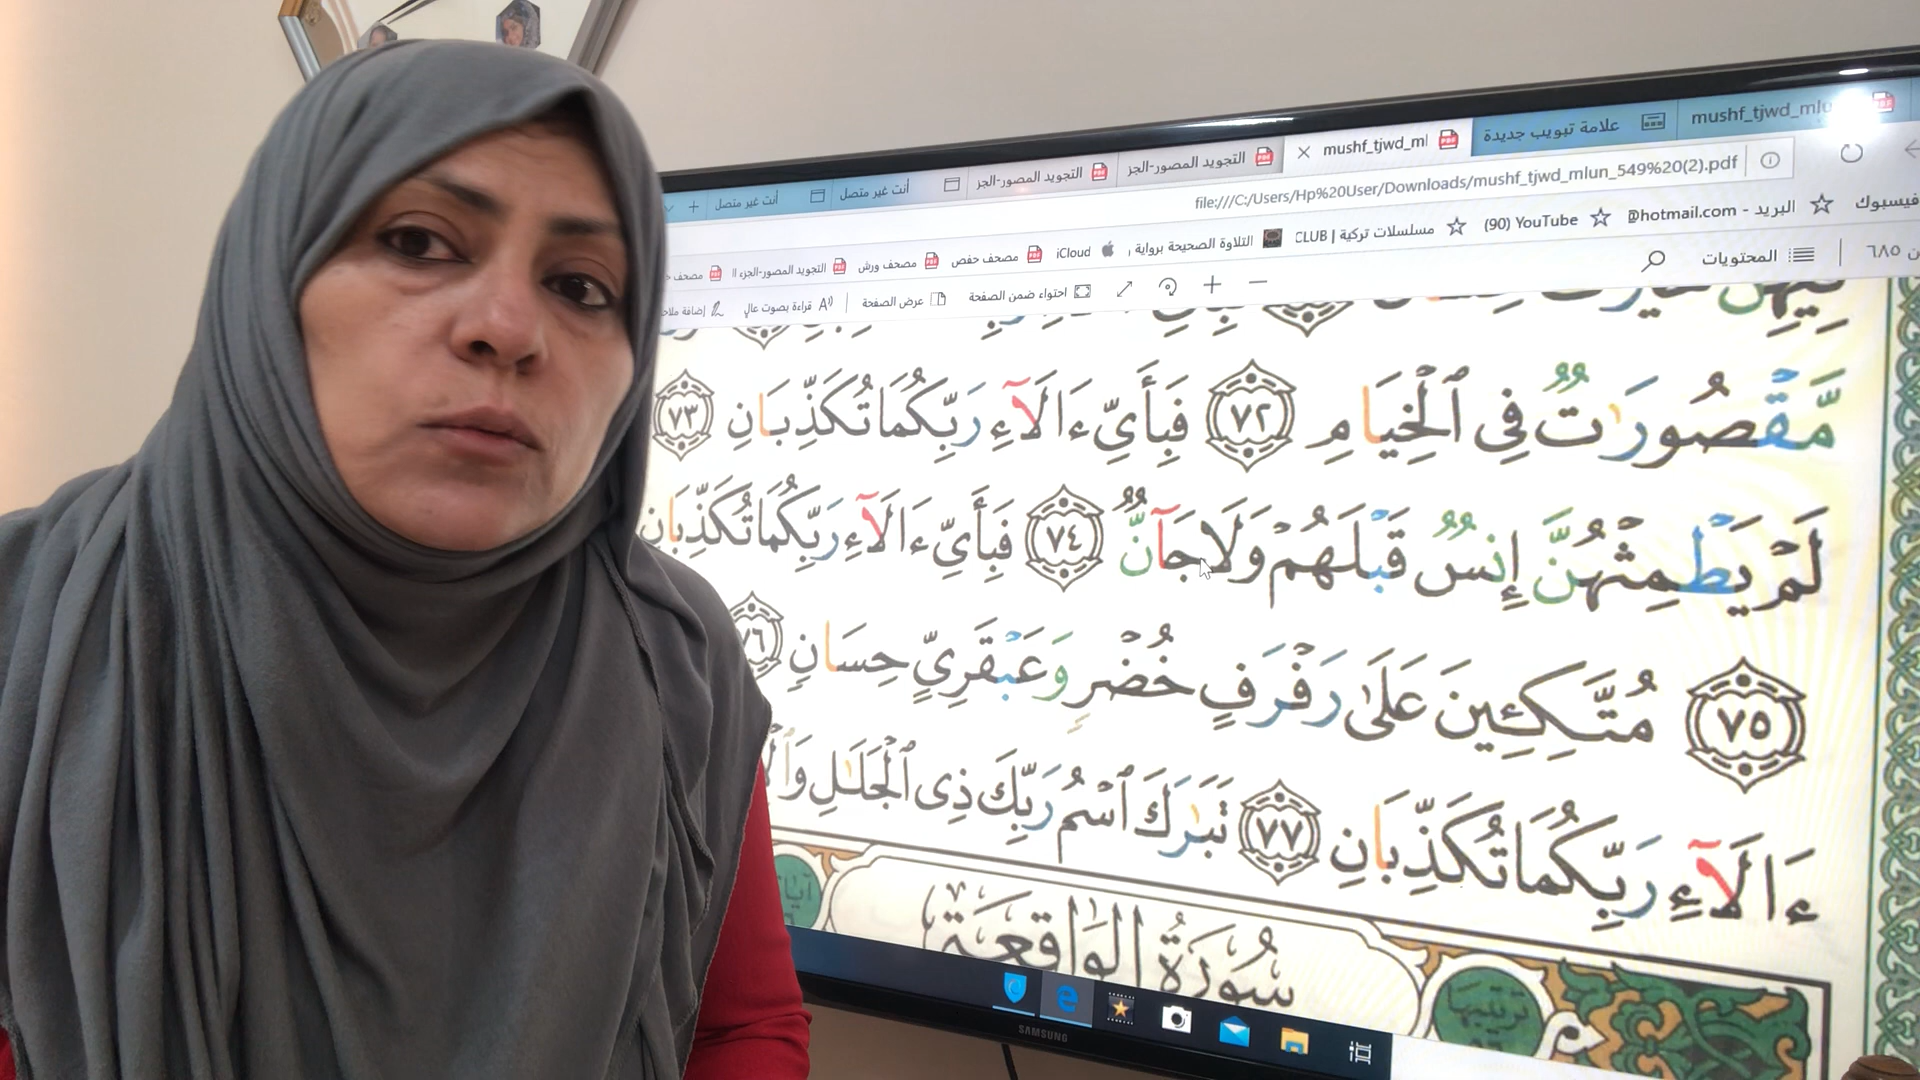 mushf_tjwd_mlu
علامة تبويب جديدة
mushf_tjwd_ml
التجويد المصور-الجز
التجويد المصور-الجز
أنت غير متصل
أنت غير متصل
file:///C:/Users/Hp%20User/Downloads/mushf_tjwd_mlun_549%20(2).pdf
فيسبوك
البريد - @hotmail.com
(90) YouTube
مسلسلات تركية | CLUB
التلاوة الصحيحة برواية
iCloud
مصحف حفص
مصحف ورش
التجويد المصور-الجزء ال
مصحف ح
ن ٦٨٥
المحتويات
احتواء ضمن الصفحة
عرض الصفحة
قراءة بصوت عالٍ
إضافة ملاح
مَّقْصُورَٰتٌ فِى ٱلْخِيَامِ ٧٢ فَبِأَىِّ ءَالَآءِ رَبِّكُمَا تُكَذِّبَانِ ٧٣
لَمْ يَطْمِثْهُنَّ إِنسٌ قَبْلَهُمْ وَلَا جَآنٌّ ٧٤ فَبِأَىِّ ءَالَآءِ رَبِّكُمَا تُكَذِّبَانِ
٧٥ مُتَّكِـِٔينَ عَلَىٰ رَفْرَفٍ خُضْرٍ وَعَبْقَرِىٍّ حِسَانٍ ٧٦
ءَالَآءِ رَبِّكُمَا تُكَذِّبَانِ ٧٧ تَبَٰرَكَ ٱسْمُ رَبِّكَ ذِى ٱلْجَلَٰلِ
سُورَةُ الوَاقِعَةِ
SAMSUNG